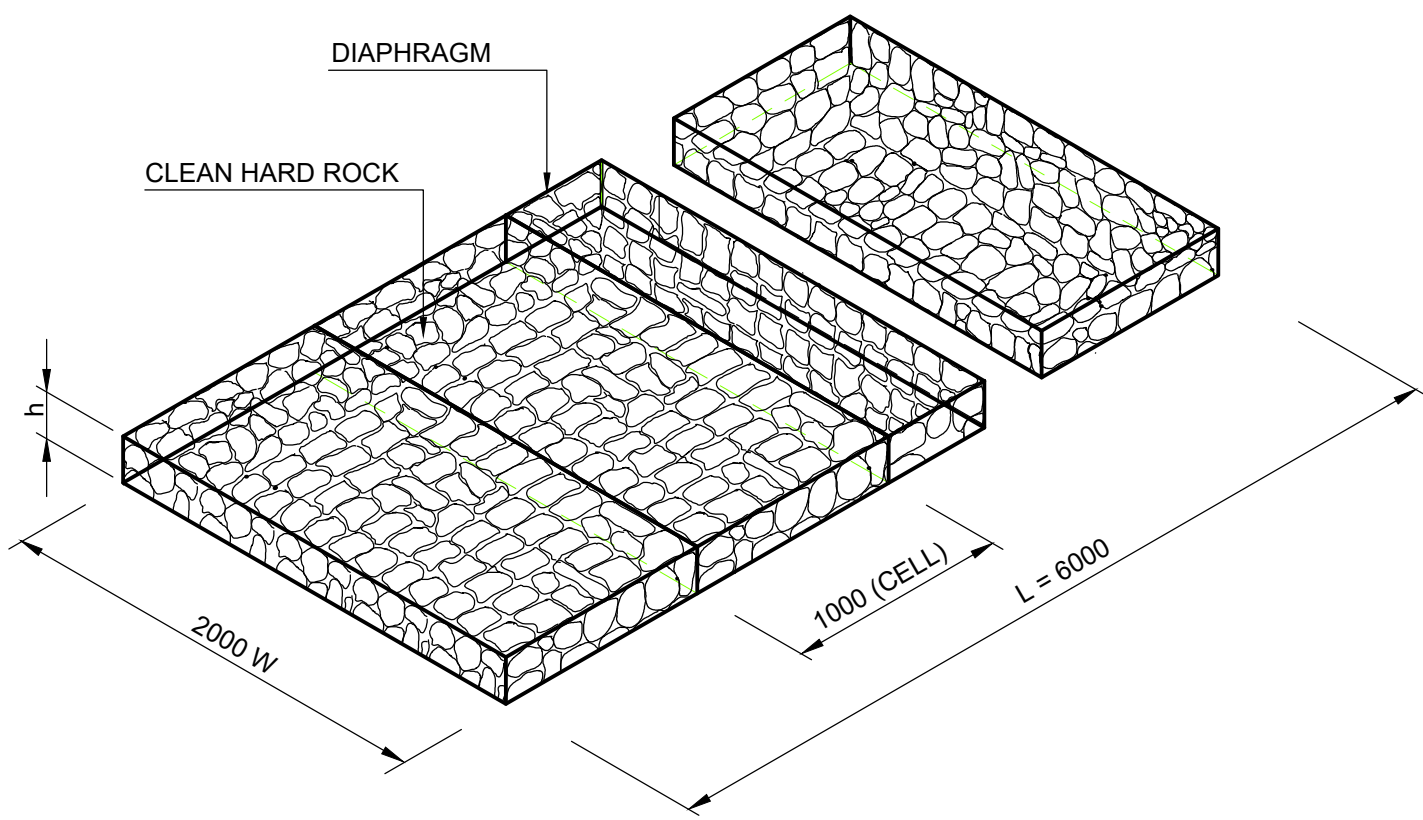 DIAPHRAGM
CLEAN HARD ROCK
h
2000 W
1000 (CELL)
L = 6000